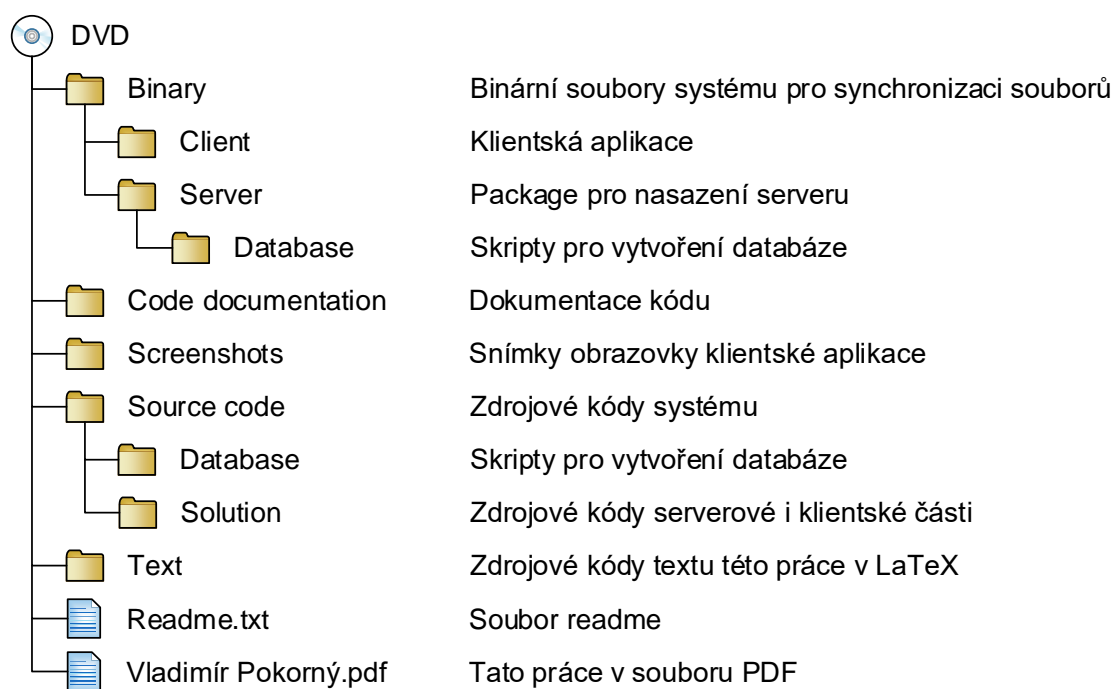 DVD
Binary Binární soubory systému pro synchronizaci souborů
Client Klientská aplikace
Server Package pro nasazení serveru
Database Skripty pro vytvoření databáze
Code documentation Dokumentace kódu
Screenshots Snímky obrazovky klientské aplikace
Source code Zdrojové kódy systému
Database Skripty pro vytvoření databáze
Solution Zdrojové kódy serverové i klientské části
Text Zdrojové kódy textu této práce v LaTeX
Readme.txt Soubor readme
Vladimír Pokorný.pdf Tato práce v souboru PDF